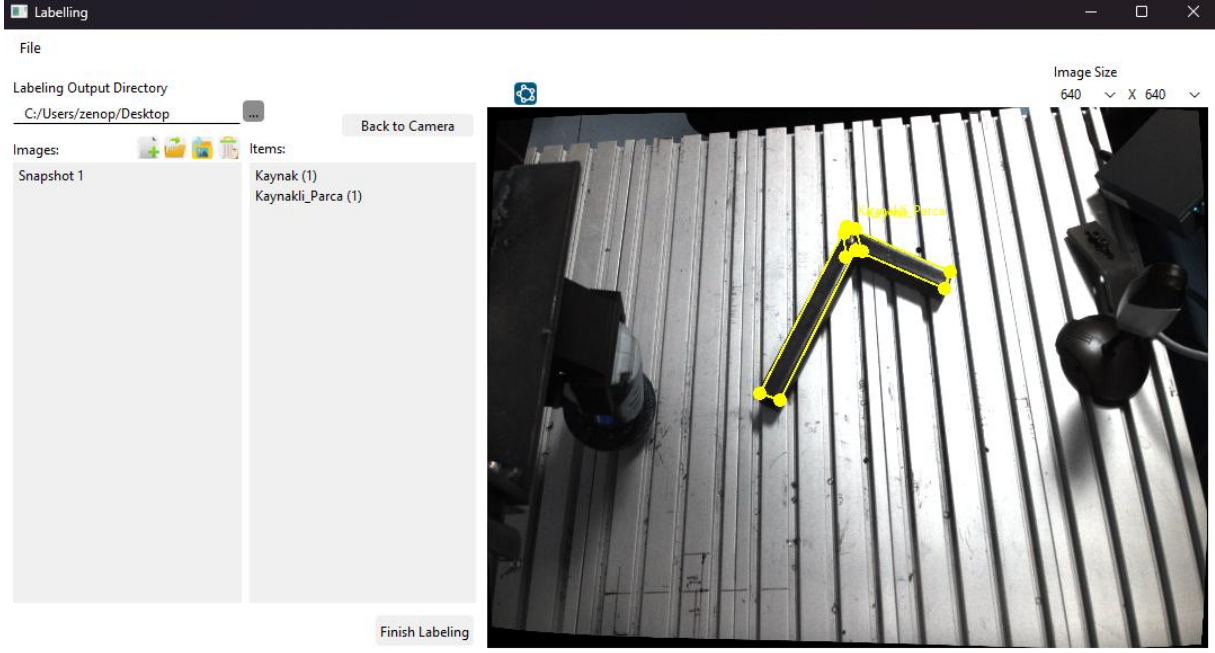 Labelling
File
Labeling Output Directory
C:/Users/zenop/Desktop
...
Back to Camera
Images:
Items:
Snapshot 1
Kaynak (1)
Kaynakli_Parca (1)
Finish Labeling
Image Size
640 X 640
Kaynakli_Parca